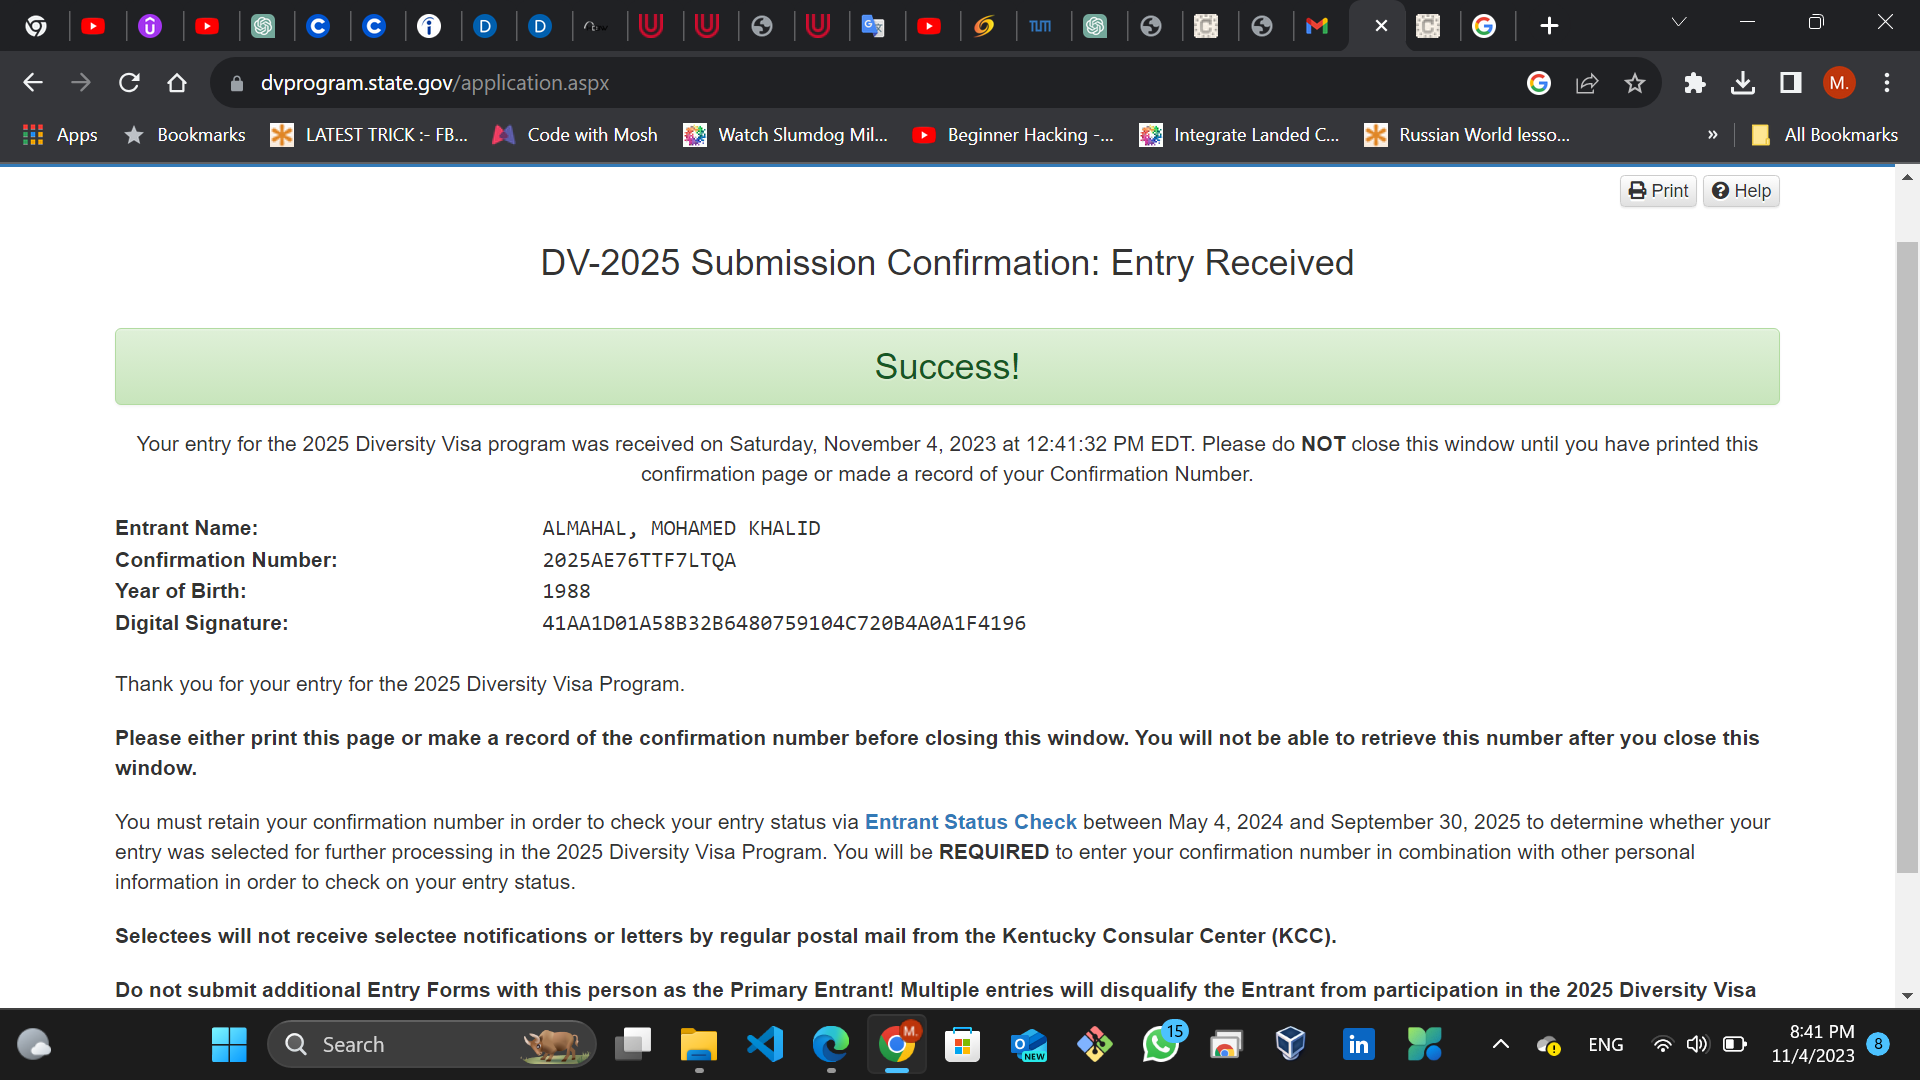 dvprogram.state.gov/application.aspx
M.
Apps
Bookmarks
LATEST TRICK :- FB...
Code with Mosh
Watch Slumdog Mil...
Beginner Hacking -...
Integrate Landed C...
Russian World lesso...
»
All Bookmarks
Print
Help
DV-2025 Submission Confirmation: Entry Received
Success!
Your entry for the 2025 Diversity Visa program was received on Saturday, November 4, 2023 at 12:41:32 PM EDT. Please do NOT close this window until you have printed this
confirmation page or made a record of your Confirmation Number.
Entrant Name: ALMAHAL, MOHAMED KHALID
Confirmation Number: 2025AE76TTF7LTQA
Year of Birth: 1988
Digital Signature: 41AA1D01A58B32B6480759104C720B4A0A1F4196
Thank you for your entry for the 2025 Diversity Visa Program.
Please either print this page or make a record of the confirmation number before closing this window. You will not be able to retrieve this number after you close this
window.
You must retain your confirmation number in order to check your entry status via Entrant Status Check between May 4, 2024 and September 30, 2025 to determine whether your
entry was selected for further processing in the 2025 Diversity Visa Program. You will be REQUIRED to enter your confirmation number in combination with other personal
information in order to check on your entry status.
Selectees will not receive selectee notifications or letters by regular postal mail from the Kentucky Consular Center (KCC).
Do not submit additional Entry Forms with this person as the Primary Entrant! Multiple entries will disqualify the Entrant from participation in the 2025 Diversity Visa
Search
M.
NEW
15
in
ENG
8:41 PM
11/4/2023
8